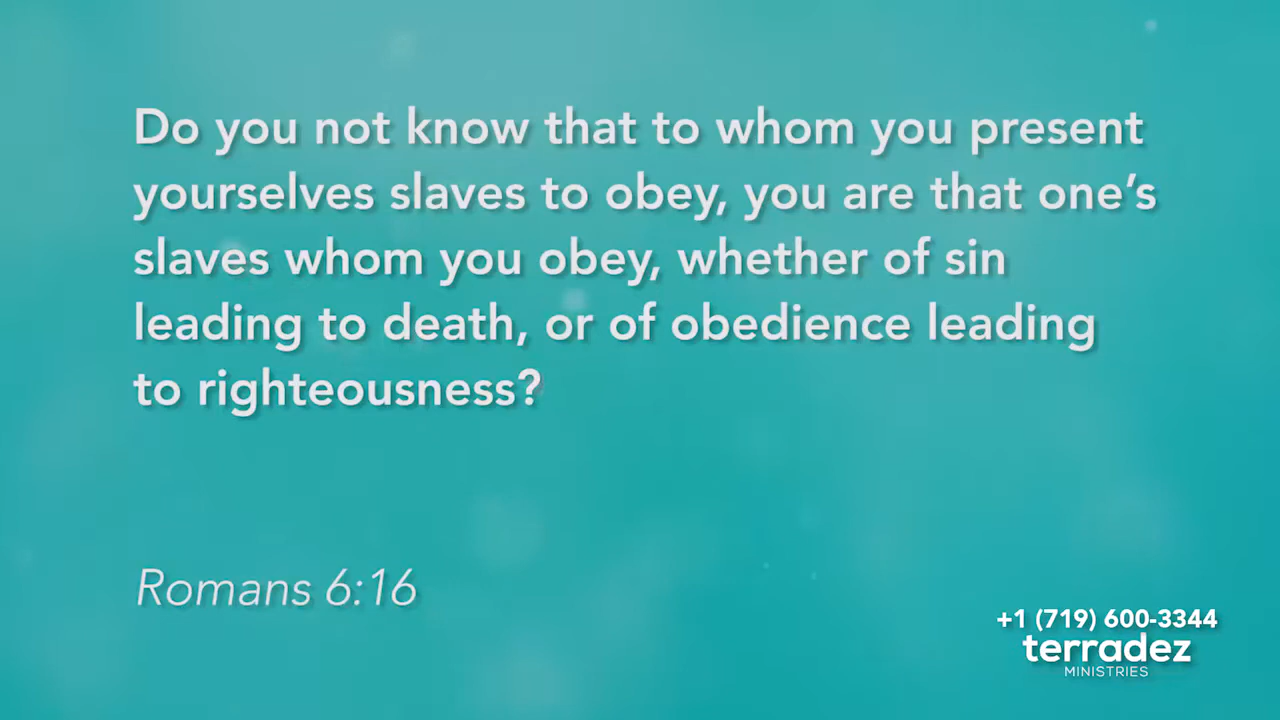 Do you not know that to whom you present
yourselves slaves to obey, you are that one’s
slaves whom you obey, whether of sin
leading to death, or of obedience leading
to righteousness?
Romans 6:16
+1 (719) 600-3344
terradez
MINISTRIES